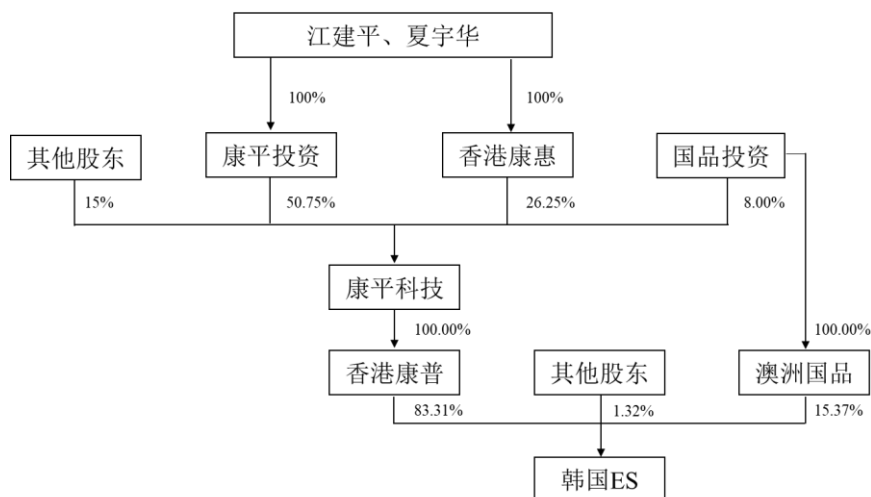 江建平、夏宇华
100%
100%
其他股东
康平投资
香港康惠
国品投资
15%
50.75%
26.25%
8.00%
康平科技
100.00%
100.00%
香港康普
其他股东
澳洲国品
83.31%
1.32%
15.37%
韩国ES